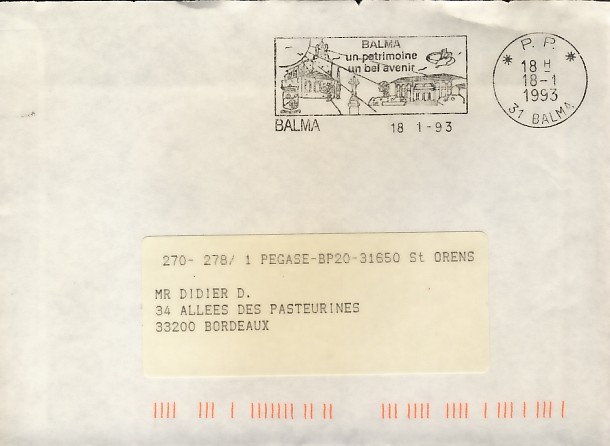 BALMA
un patrimoine
un bel avenir
BALMA 18 1-93
* P.P. *
18 H
18-1
1993
31 BALMA
270- 278/ 1 PEGASE-BP20-31650 St ORENS
MR DIDIER D.
34 ALLEES DES PASTEURINES
33200 BORDEAUX